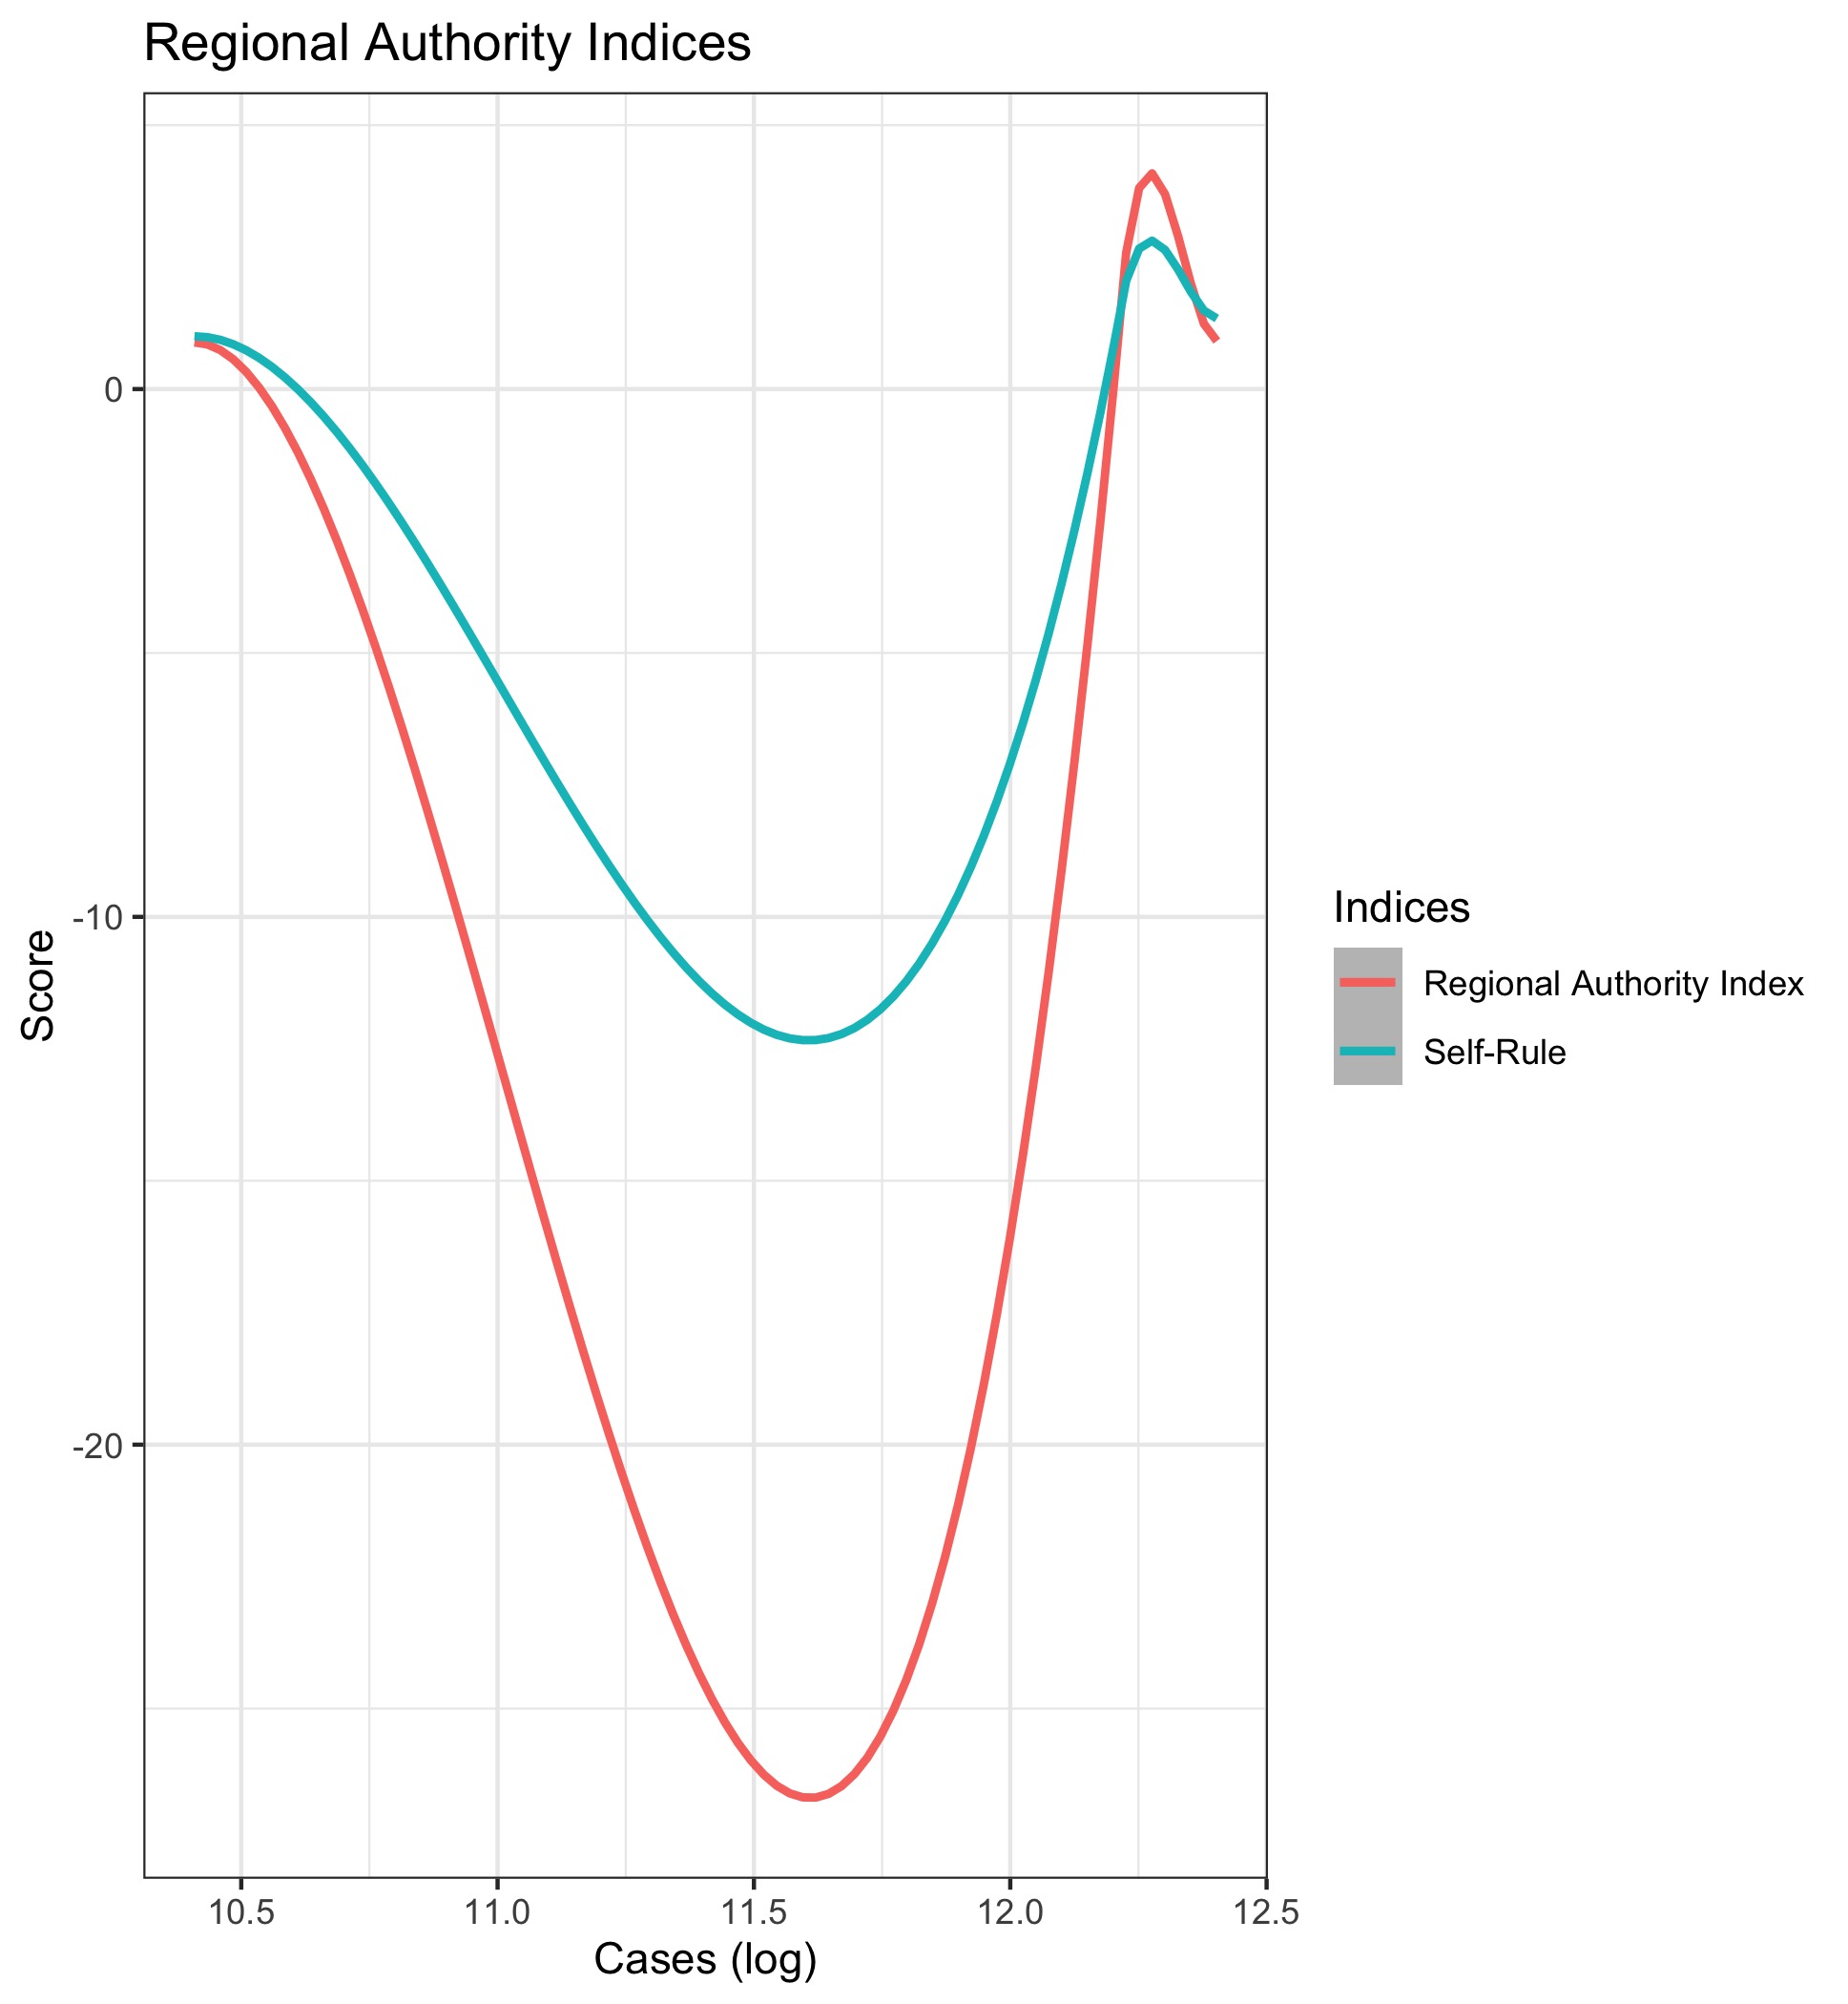 Regional Authority Indices
Score
0
-10
-20
10.5 11.0 11.5 12.0 12.5
Cases (log)
Indices
Regional Authority Index
Self-Rule